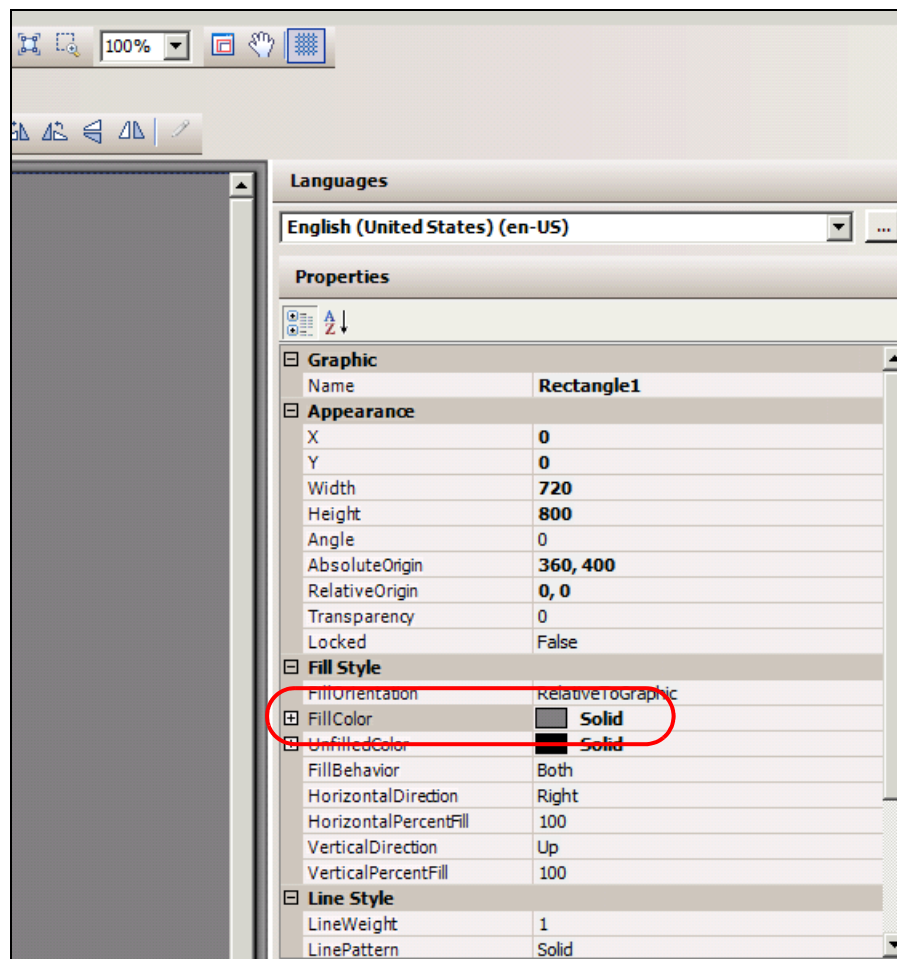 100%
Languages
English (United States) (en-US)
...
Properties
A
Z
Graphic
Name Rectangle1
Appearance
X 0
Y 0
Width 720
Height 800
Angle 0
AbsoluteOrigin 360, 400
RelativeOrigin 0, 0
Transparency 0
Locked False
Fill Style
FillOrientation RelativeToGraphic
FillColor Solid
UnfilledColor Solid
FillBehavior Both
HorizontalDirection Right
HorizontalPercentFill 100
VerticalDirection Up
VerticalPercentFill 100
Line Style
LineWeight 1
LinePattern Solid